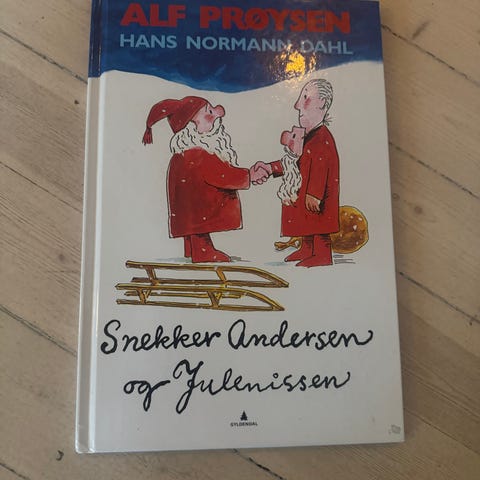 ALF PRØYSEN
HANS NORMANN DAHL
Snekker Andersen
og Julenissen
GYLDENDAL